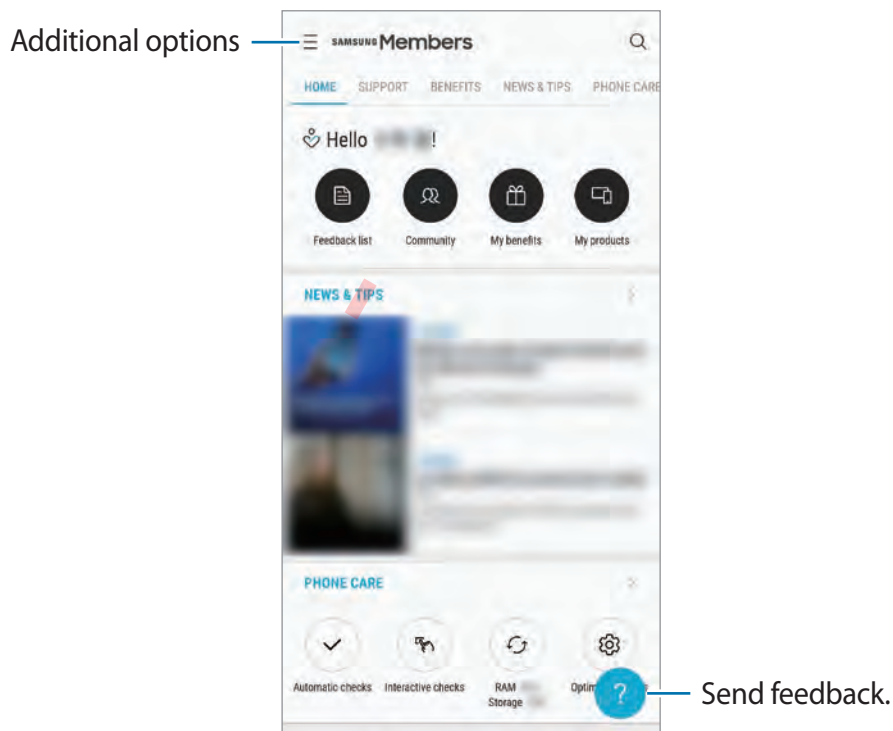 Additional options
SAMSUNG Members
HOME SUPPORT BENEFITS NEWS & TIPS PHONE CARE
Hello !
Feedback list Community My benefits My products
NEWS & TIPS
PHONE CARE
Automatic checks Interactive checks RAM
Storage
?
Send feedback.